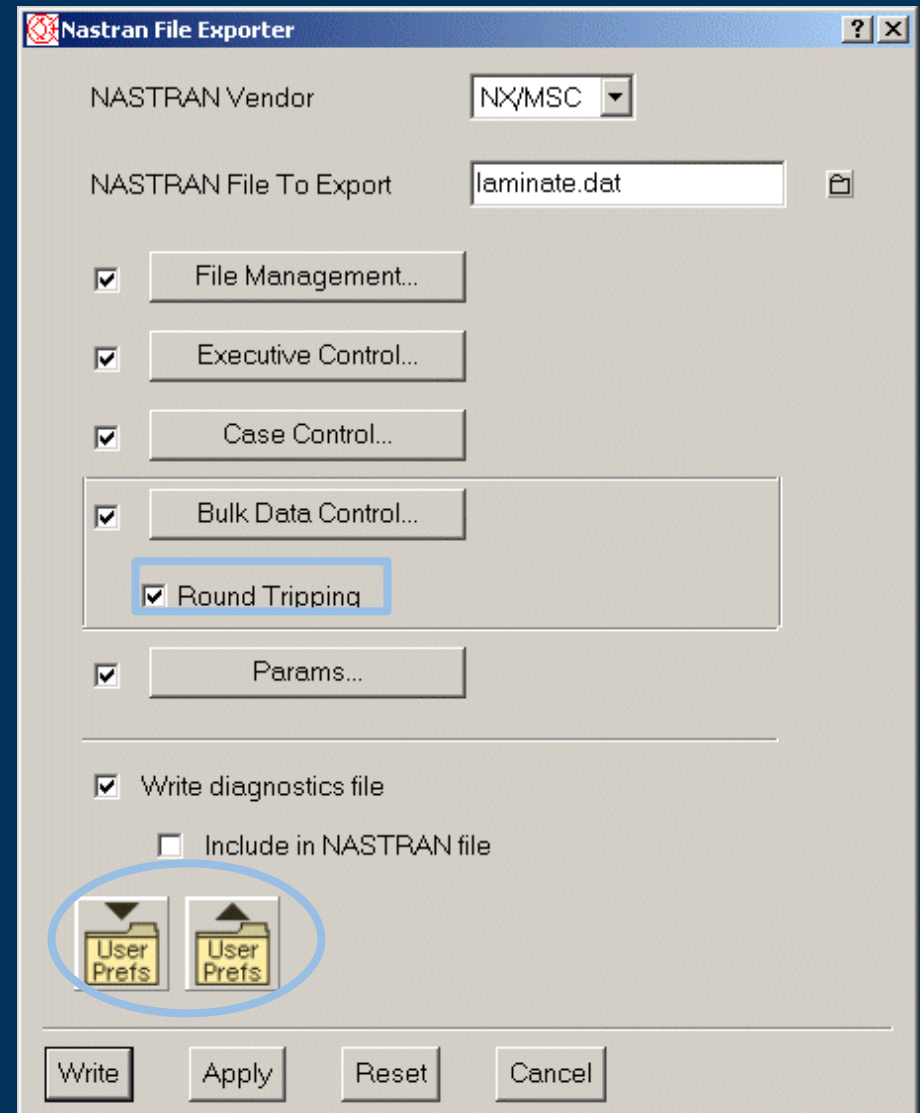 Nastran File Exporter
NASTRAN Vendor NX/MSC
NASTRAN File To Export laminate.dat
File Management...
Executive Control...
Case Control...
Bulk Data Control...
Round Tripping
Params...
Write diagnostics file
Include in NASTRAN file
User Prefs
User Prefs
Write Apply Reset Cancel